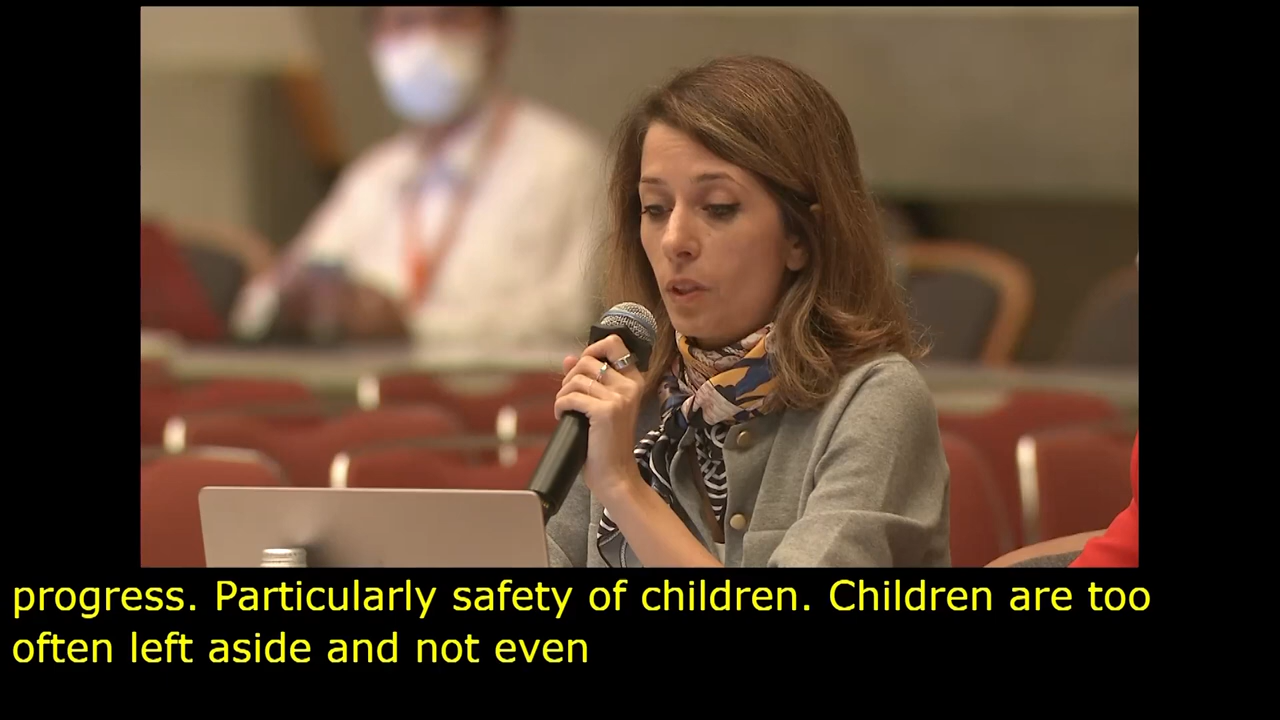 progress. Particularly safety of children. Children are too
often left aside and not even